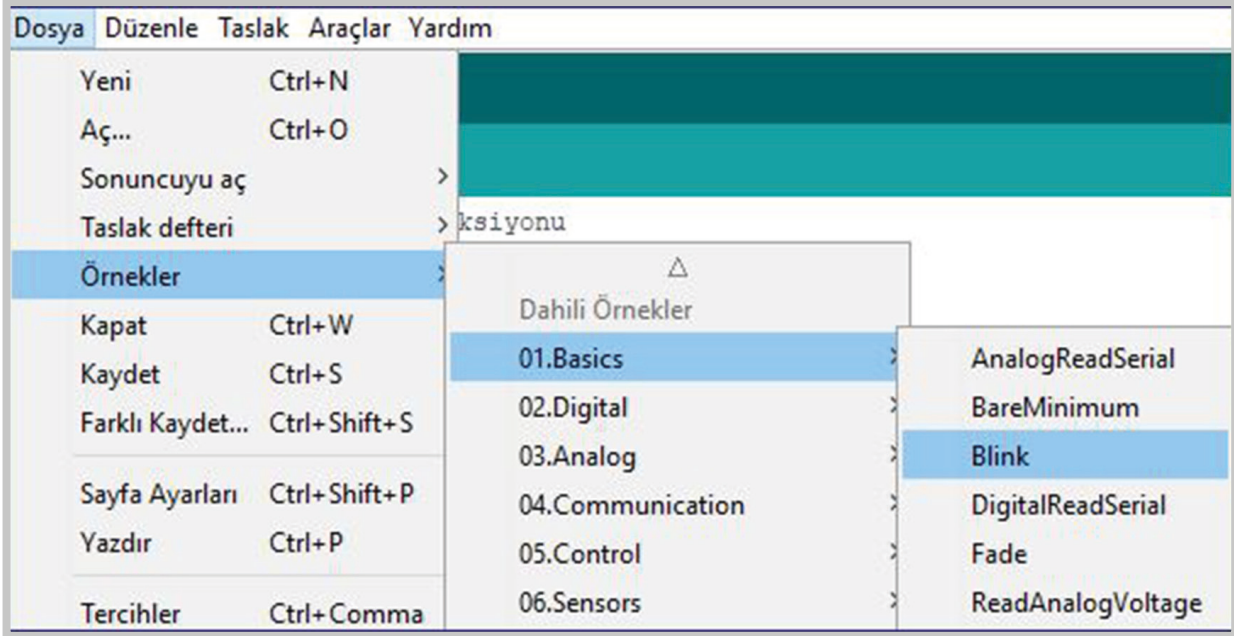 Dosya Düzenle Taslak Araçlar Yardım
Yeni Ctrl+N
Aç... Ctrl+O
Sonuncuyu aç
Taslak defteri
Örnekler
Kapat Ctrl+W
Kaydet Ctrl+S
Farklı Kaydet... Ctrl+Shift+S
Sayfa Ayarları Ctrl+Shift+P
Yazdır Ctrl+P
Tercihler Ctrl+Comma
ksiyonu
Dahili Örnekler
01.Basics
02.Digital
03.Analog
04.Communication
05.Control
06.Sensors
AnalogReadSerial
BareMinimum
Blink
DigitalReadSerial
Fade
ReadAnalogVoltage